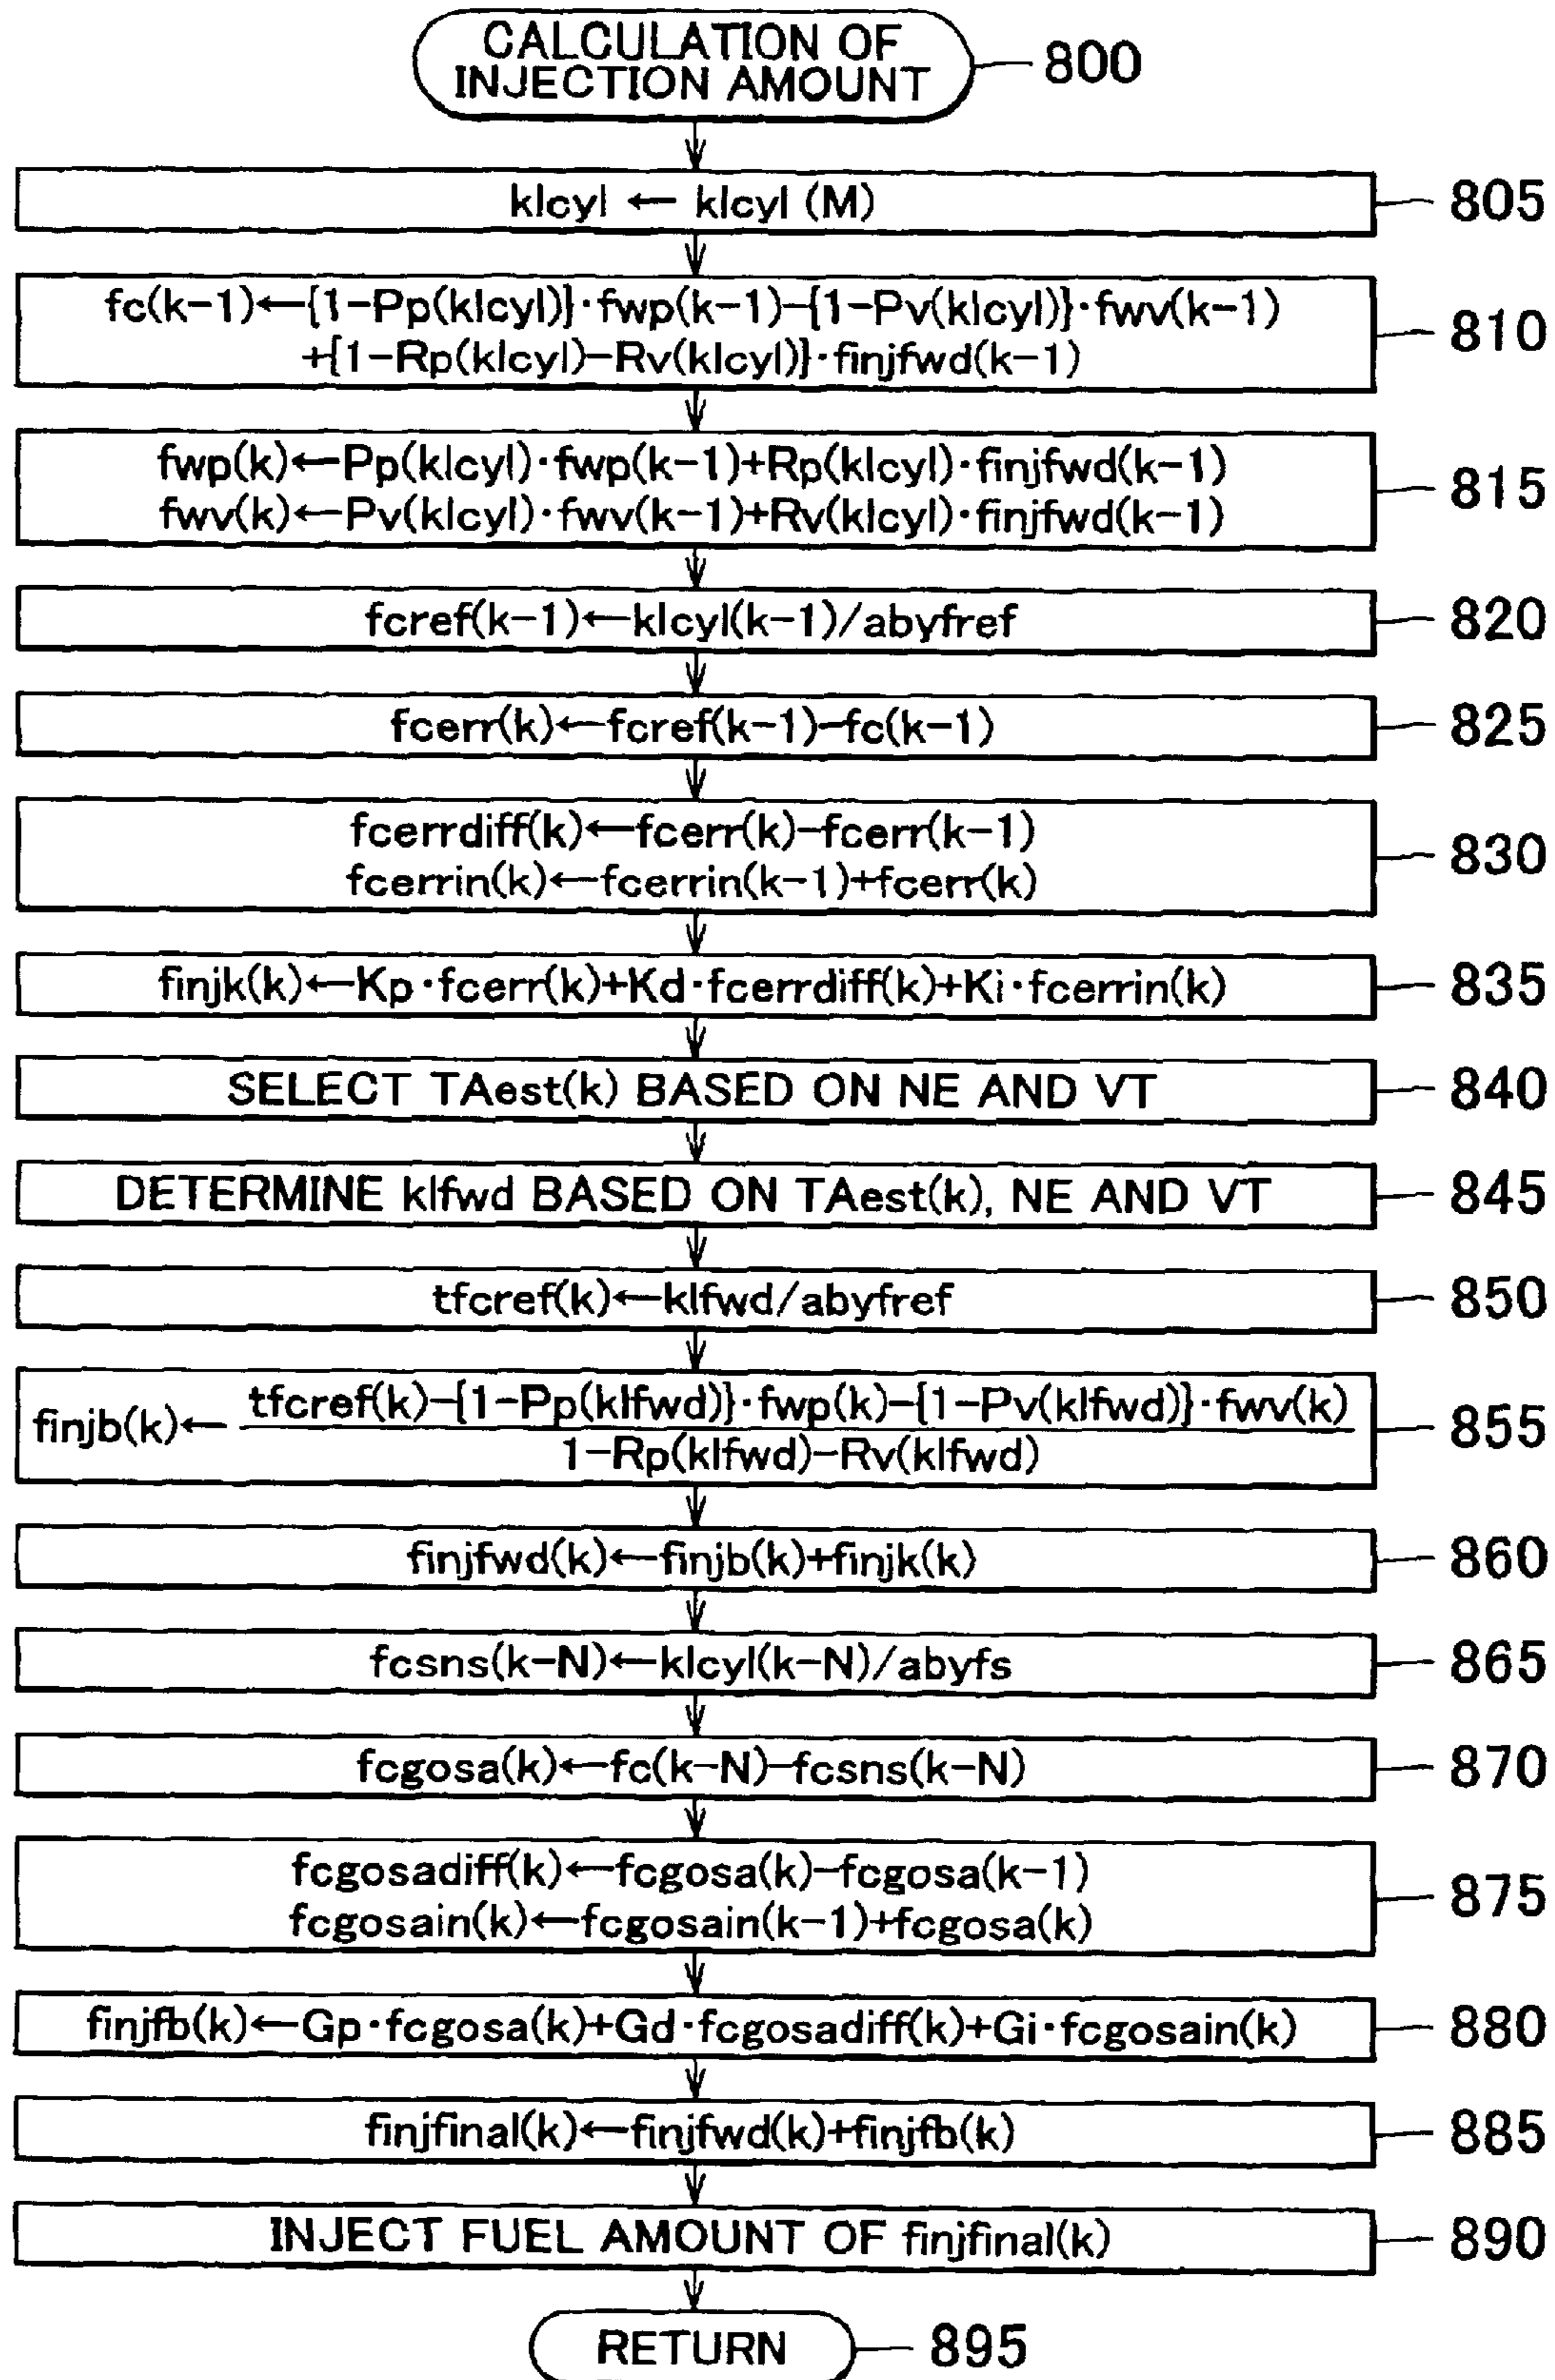 CALCULATION OF
INJECTION AMOUNT
800
klcyl ← klcyl (M)
805
fc(k-1)←{1-Pp(klcyl)}·fwp(k-1)-{1-Pv(klcyl)}·fwv(k-1)
+{1-Rp(klcyl)-Rv(klcyl)}·finjfwd(k-1)
810
fwp(k)←Pp(klcyl)·fwp(k-1)+Rp(klcyl)·finjfwd(k-1)
fwv(k)←Pv(klcyl)·fwv(k-1)+Rv(klcyl)·finjfwd(k-1)
815
fcref(k-1)←klcyl(k-1)/abyfref
820
fcerr(k)←fcref(k-1)-fc(k-1)
825
fcerrdiff(k)←fcerr(k)-fcerr(k-1)
fcerrin(k)←fcerrin(k-1)+fcerr(k)
830
finjk(k)←Kp·fcerr(k)+Kd·fcerrdiff(k)+Ki·fcerrin(k)
835
SELECT TAest(k) BASED ON NE AND VT
840
DETERMINE klfwd BASED ON TAest(k), NE AND VT
845
tfcref(k)←klfwd/abyfref
850
finjb(k)← tfcref(k)-{1-Pp(klfwd)}·fwp(k)-{1-Pv(klfwd)}·fwv(k)
1-Rp(klfwd)-Rv(klfwd)
855
finjfwd(k)←finjb(k)+finjk(k)
860
fcsns(k-N)←klcyl(k-N)/abyfs
865
fcgosa(k)←fc(k-N)-fcsns(k-N)
870
fcgosadiff(k)←fcgosa(k)-fcgosa(k-1)
fcgosain(k)←fcgosain(k-1)+fcgosa(k)
875
finjfb(k)←Gp·fcgosa(k)+Gd·fcgosadiff(k)+Gi·fcgosain(k)
880
finjfinal(k)←finjfwd(k)+finjfb(k)
885
INJECT FUEL AMOUNT OF finjfinal(k)
890
RETURN
895